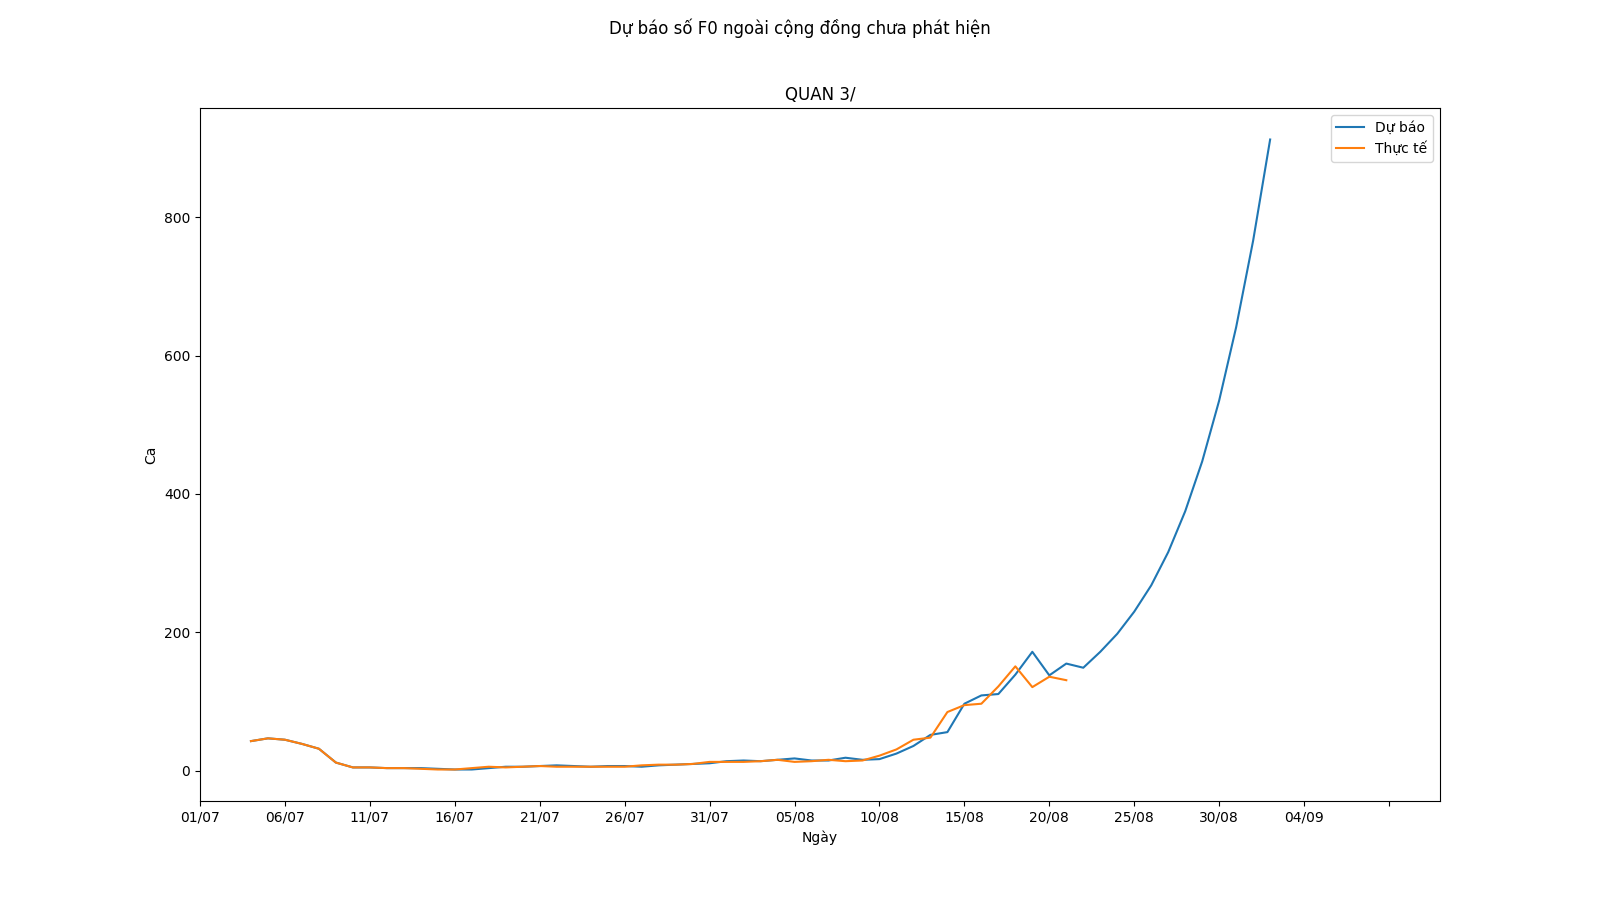 Dự báo số F0 ngoài cộng đồng chưa phát hiện
QUAN 3/
Dự báo
Thực tế
800
600
400
200
0
Ca
01/07 06/07 11/07 16/07 21/07 26/07 31/07 05/08 10/08 15/08 20/08 25/08 30/08 04/09
Ngày